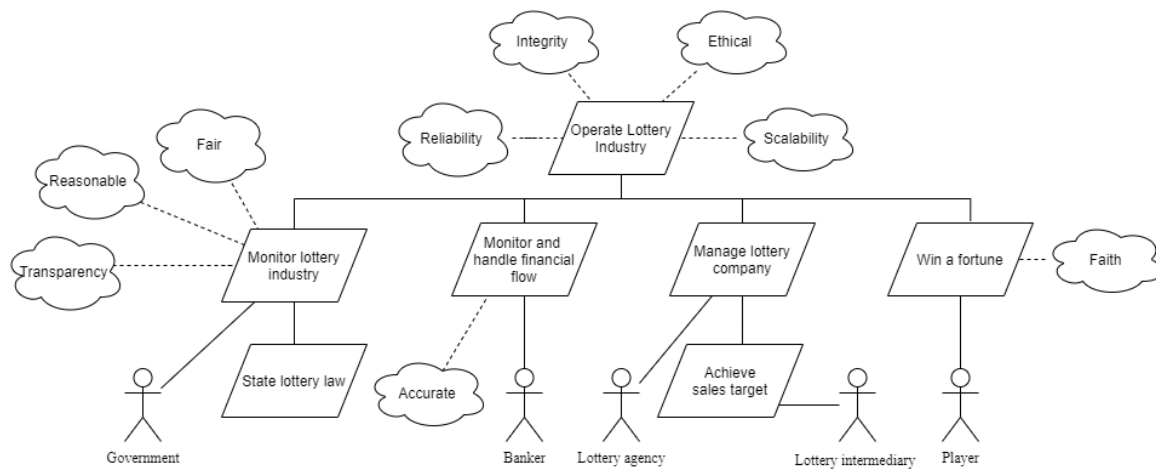 Integrity
Ethical
Reliability
Operate Lottery
Industry
Scalability
Fair
Reasonable
Transparency
Monitor lottery
industry
Monitor and
handle financial
flow
Manage lottery
company
Win a fortune
Faith
State lottery law
Accurate
Achieve
sales target
Government
Banker
Lottery agency
Lottery intermediary
Player